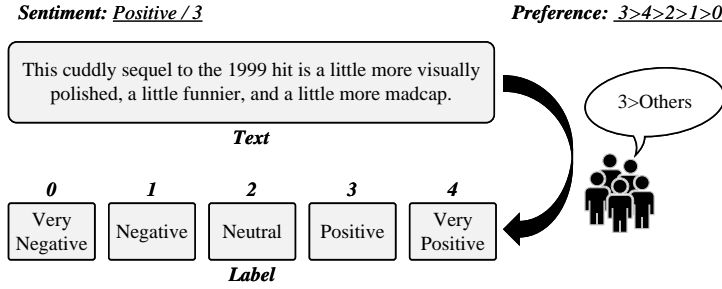 Sentiment: Positive / 3
Preference: 3>4>2>1>0
This cuddly sequel to the 1999 hit is a little more visually
polished, a little funnier, and a little more madcap.
Text
3>Others
0 1 2 3 4
Very
Negative
Negative
Neutral
Positive
Very
Positive
Label